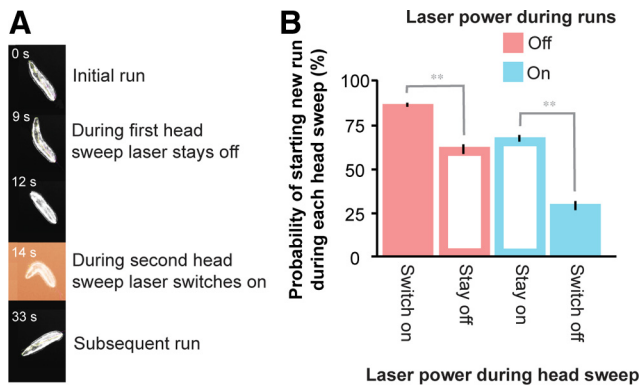 A
0 s
Initial run
9 s
During first head
sweep laser stays off
12 s
14 s
During second head
sweep laser switches on
33 s
Subsequent run
B
Laser power during runs
Off
On
Probability of starting new run
during each head sweep (%)
100
75
50
25
0
**
**
Switch on
Stay off
Stay on
Switch off
Laser power during head sweep